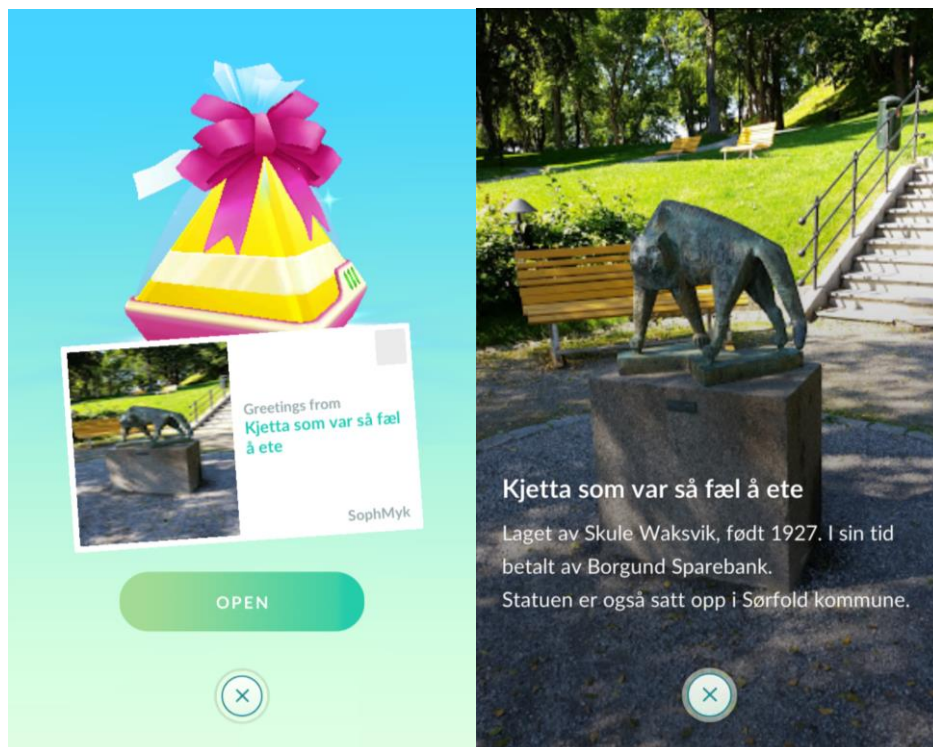 Greetings from
Kjetta som var så fæl
å ete
SophMyk
OPEN
Kjetta som var så fæl å ete
Laget av Skule Waksvik, født 1927. I sin tid
betalt av Borgund Sparebank.
Statuen er også satt opp i Sørfold kommune.